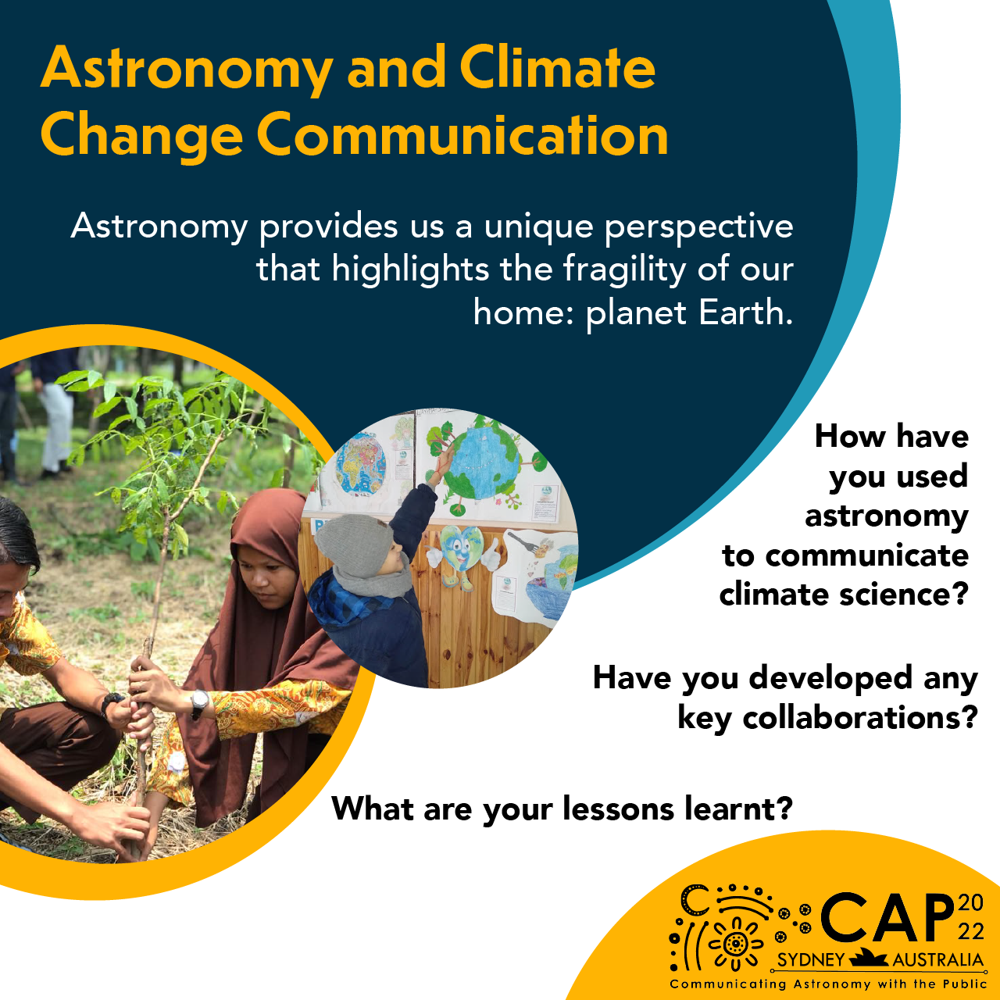 Astronomy and Climate
Change Communication
Astronomy provides us a unique perspective
that highlights the fragility of our
home: planet Earth.
How have
you used
astronomy
to communicate
climate science?
Have you developed any
key collaborations?
What are your lessons learnt?
CAP 20
22
SYDNEY AUSTRALIA
Communicating Astronomy with the Public